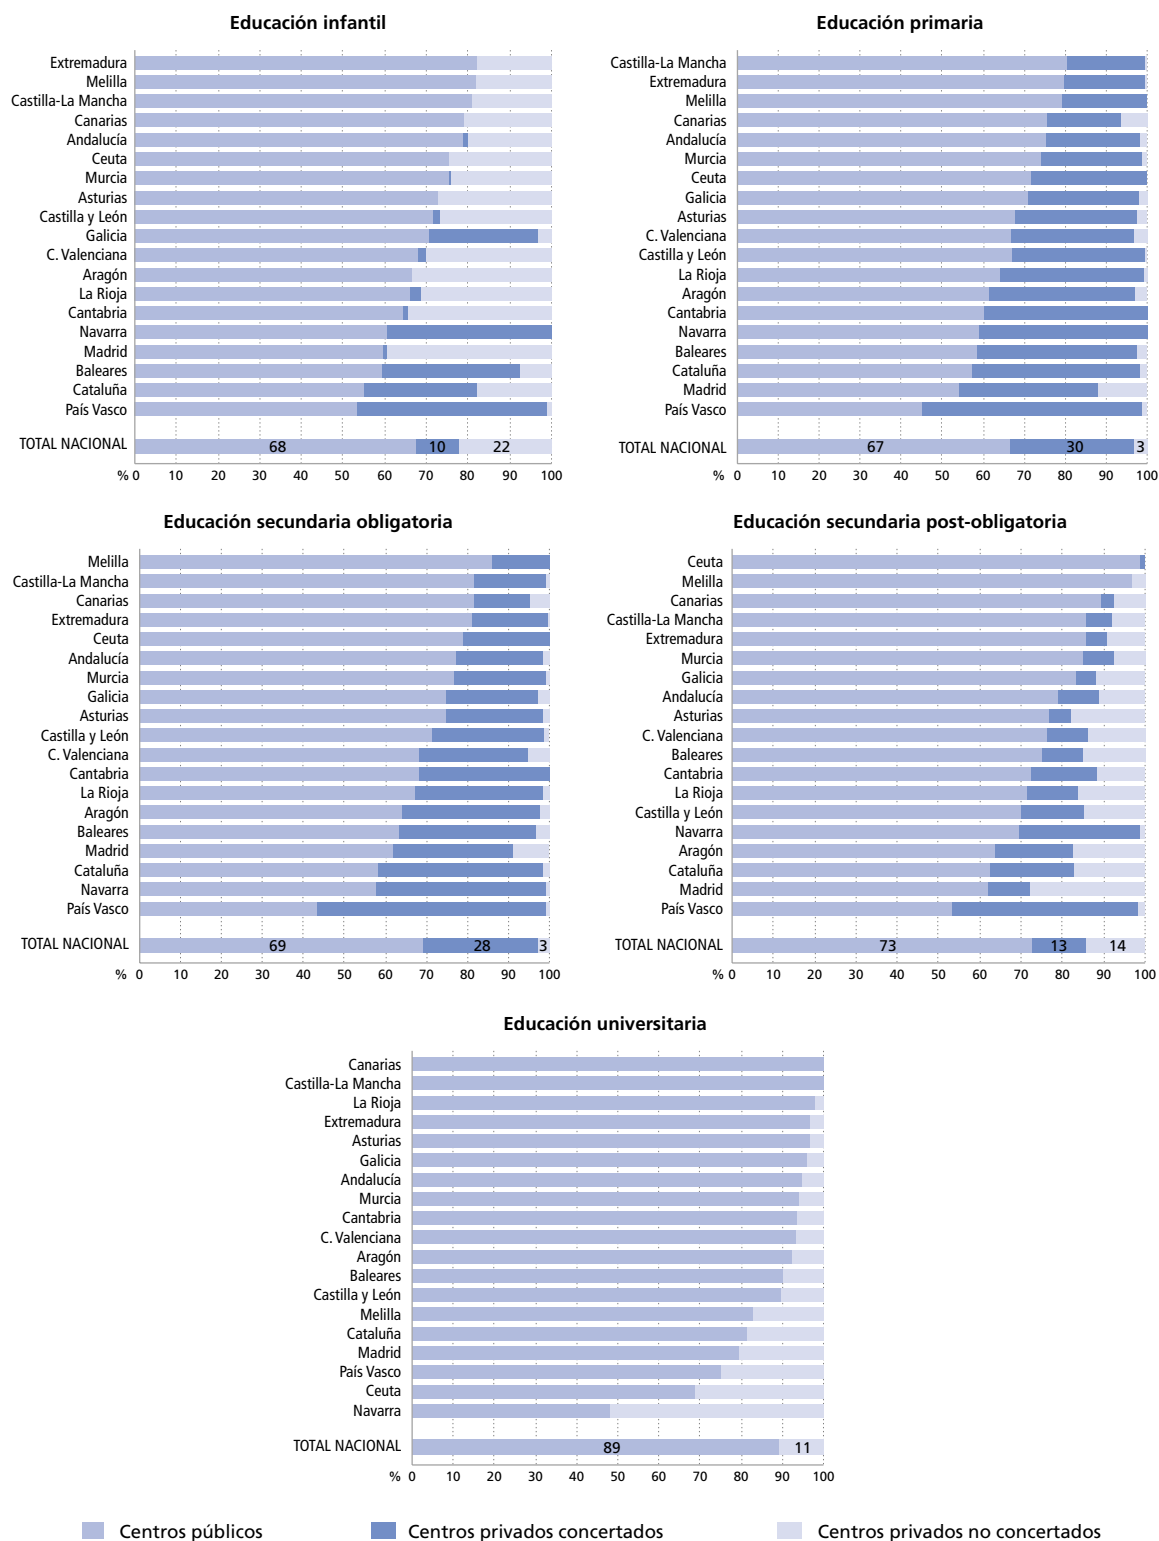 Educación infantil
Extremadura
Melilla
Castilla-La Mancha
Canarias
Andalucía
Ceuta
Murcia
Asturias
Castilla y León
Galicia
C. Valenciana
Aragón
La Rioja
Cantabria
Navarra
Madrid
Baleares
Cataluña
País Vasco
TOTAL NACIONAL 68 10 22
% 0 10 20 30 40 50 60 70 80 90 100
Educación primaria
Castilla-La Mancha
Extremadura
Melilla
Canarias
Andalucía
Murcia
Ceuta
Galicia
Asturias
C. Valenciana
Castilla y León
La Rioja
Aragón
Cantabria
Navarra
Baleares
Cataluña
Madrid
País Vasco
TOTAL NACIONAL 67 30 3
% 0 10 20 30 40 50 60 70 80 90 100
Educación secundaria obligatoria
Melilla
Castilla-La Mancha
Canarias
Extremadura
Ceuta
Andalucía
Murcia
Galicia
Asturias
Castilla y León
C. Valenciana
Cantabria
La Rioja
Aragón
Baleares
Madrid
Cataluña
Navarra
País Vasco
TOTAL NACIONAL 69 28 3
% 0 10 20 30 40 50 60 70 80 90 100
Educación secundaria post-obligatoria
Ceuta
Melilla
Canarias
Castilla-La Mancha
Extremadura
Murcia
Galicia
Andalucía
Asturias
C. Valenciana
Baleares
Cantabria
La Rioja
Castilla y León
Navarra
Aragón
Cataluña
Madrid
País Vasco
TOTAL NACIONAL 73 13 14
% 0 10 20 30 40 50 60 70 80 90 100
Educación universitaria
Canarias
Castilla-La Mancha
La Rioja
Extremadura
Asturias
Galicia
Andalucía
Murcia
Cantabria
C. Valenciana
Aragón
Baleares
Castilla y León
Melilla
Cataluña
Madrid
País Vasco
Ceuta
Navarra
TOTAL NACIONAL 89 11
% 0 10 20 30 40 50 60 70 80 90 100
Centros públicos Centros privados concertados Centros privados no concertados